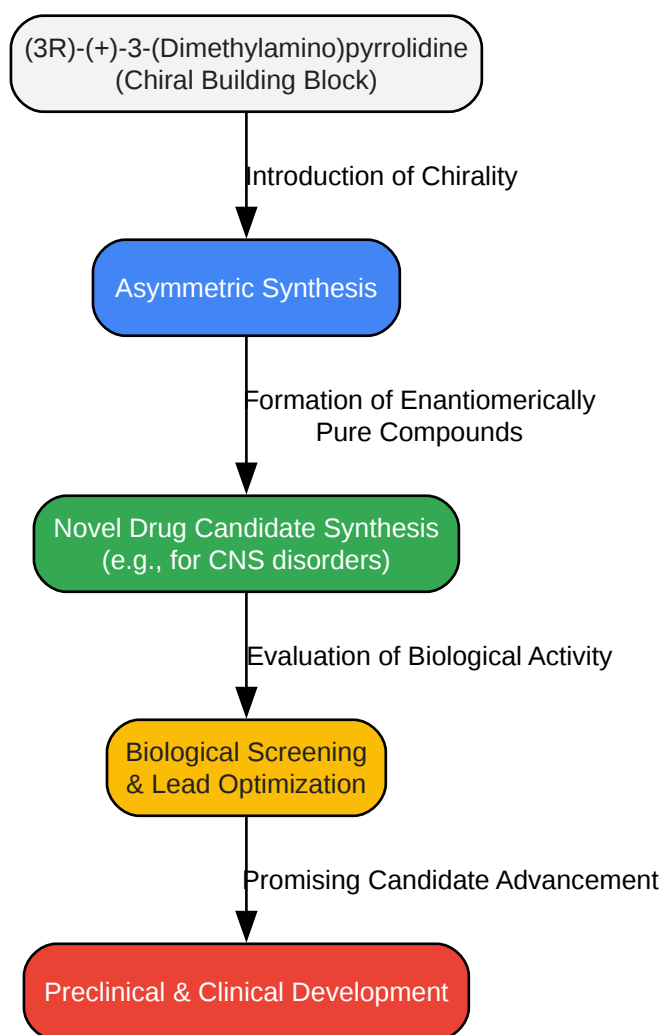 (3R)-(+)-3-(Dimethylamino)pyrrolidine
(Chiral Building Block)
Introduction of Chirality
Asymmetric Synthesis
Formation of Enantiomerically
Pure Compounds
Novel Drug Candidate Synthesis
(e.g., for CNS disorders)
Evaluation of Biological Activity
Biological Screening
& Lead Optimization
Promising Candidate Advancement
Preclinical & Clinical Development